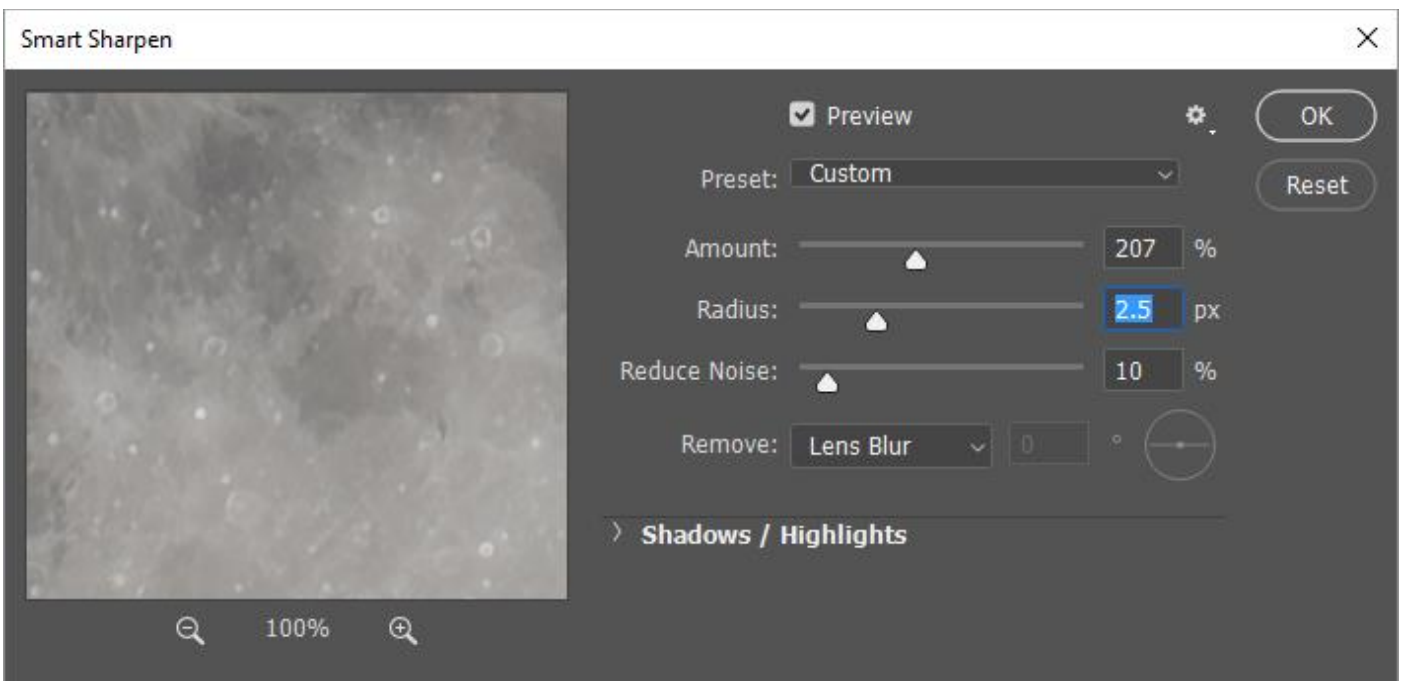 Smart Sharpen
Preview
OK
Preset: Custom
Reset
Amount: 207 %
Radius: 2.5 px
Reduce Noise: 10 %
Remove: Lens Blur 0 °
Shadows / Highlights
100%